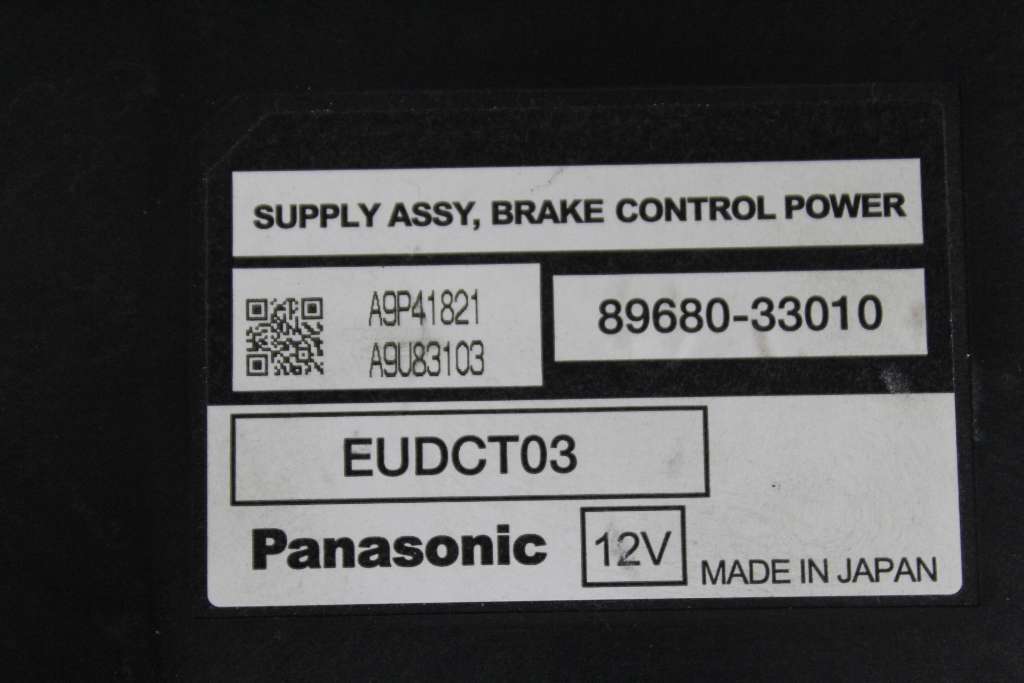 SUPPLY ASSY, BRAKE CONTROL POWER
A9P41821
A9U83103
89680-33010
EUDCT03
Panasonic
12V
MADE IN JAPAN